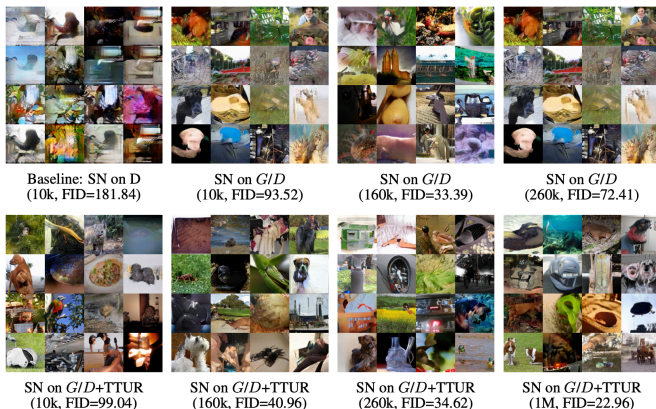 Baseline: SN on D
(10k, FID=181.84)
SN on G/D
(10k, FID=93.52)
SN on G/D
(160k, FID=33.39)
SN on G/D
(260k, FID=72.41)
SN on G/D+TTUR
(10k, FID=99.04)
SN on G/D+TTUR
(160k, FID=40.96)
SN on G/D+TTUR
(260k, FID=34.62)
SN on G/D+TTUR
(1M, FID=22.96)